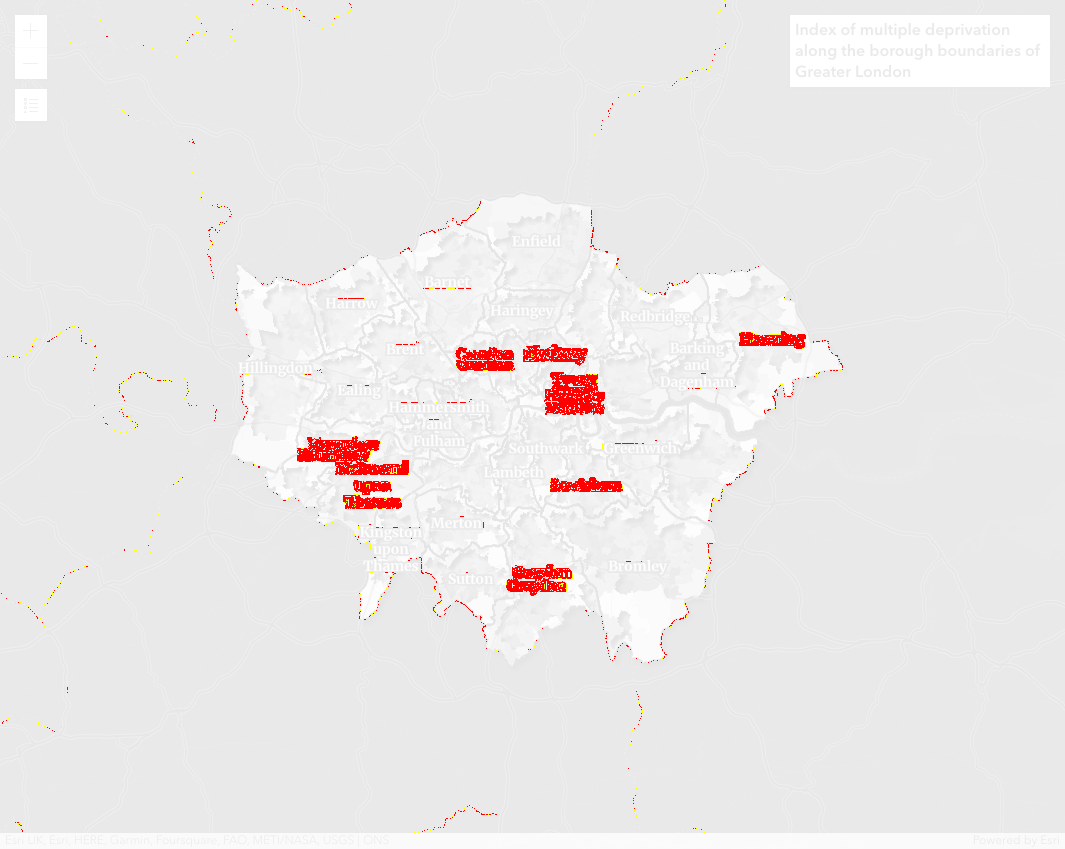 Index of multiple deprivation
along the borough boundaries of
Greater London
Enfield
Barnet
Harrow
Haringey
Redbridge
Havering
Brent
Camden
Camden
Hackney
Barking
and
Dagenham
Hillingdon
Ealing
Tower
Hammersmith
and
Fulham
Southwark
Greenwich
Hounslow
Richmond
upon
Thames
Lambeth
Lewisham
Merton
Kingston
upon
Thames
Sutton
Croydon
Croydon
Bromley
Esri UK, Esri, HERE, Garmin, Foursquare, FAO, METI/NASA, USGS | ONS
Powered by Esri